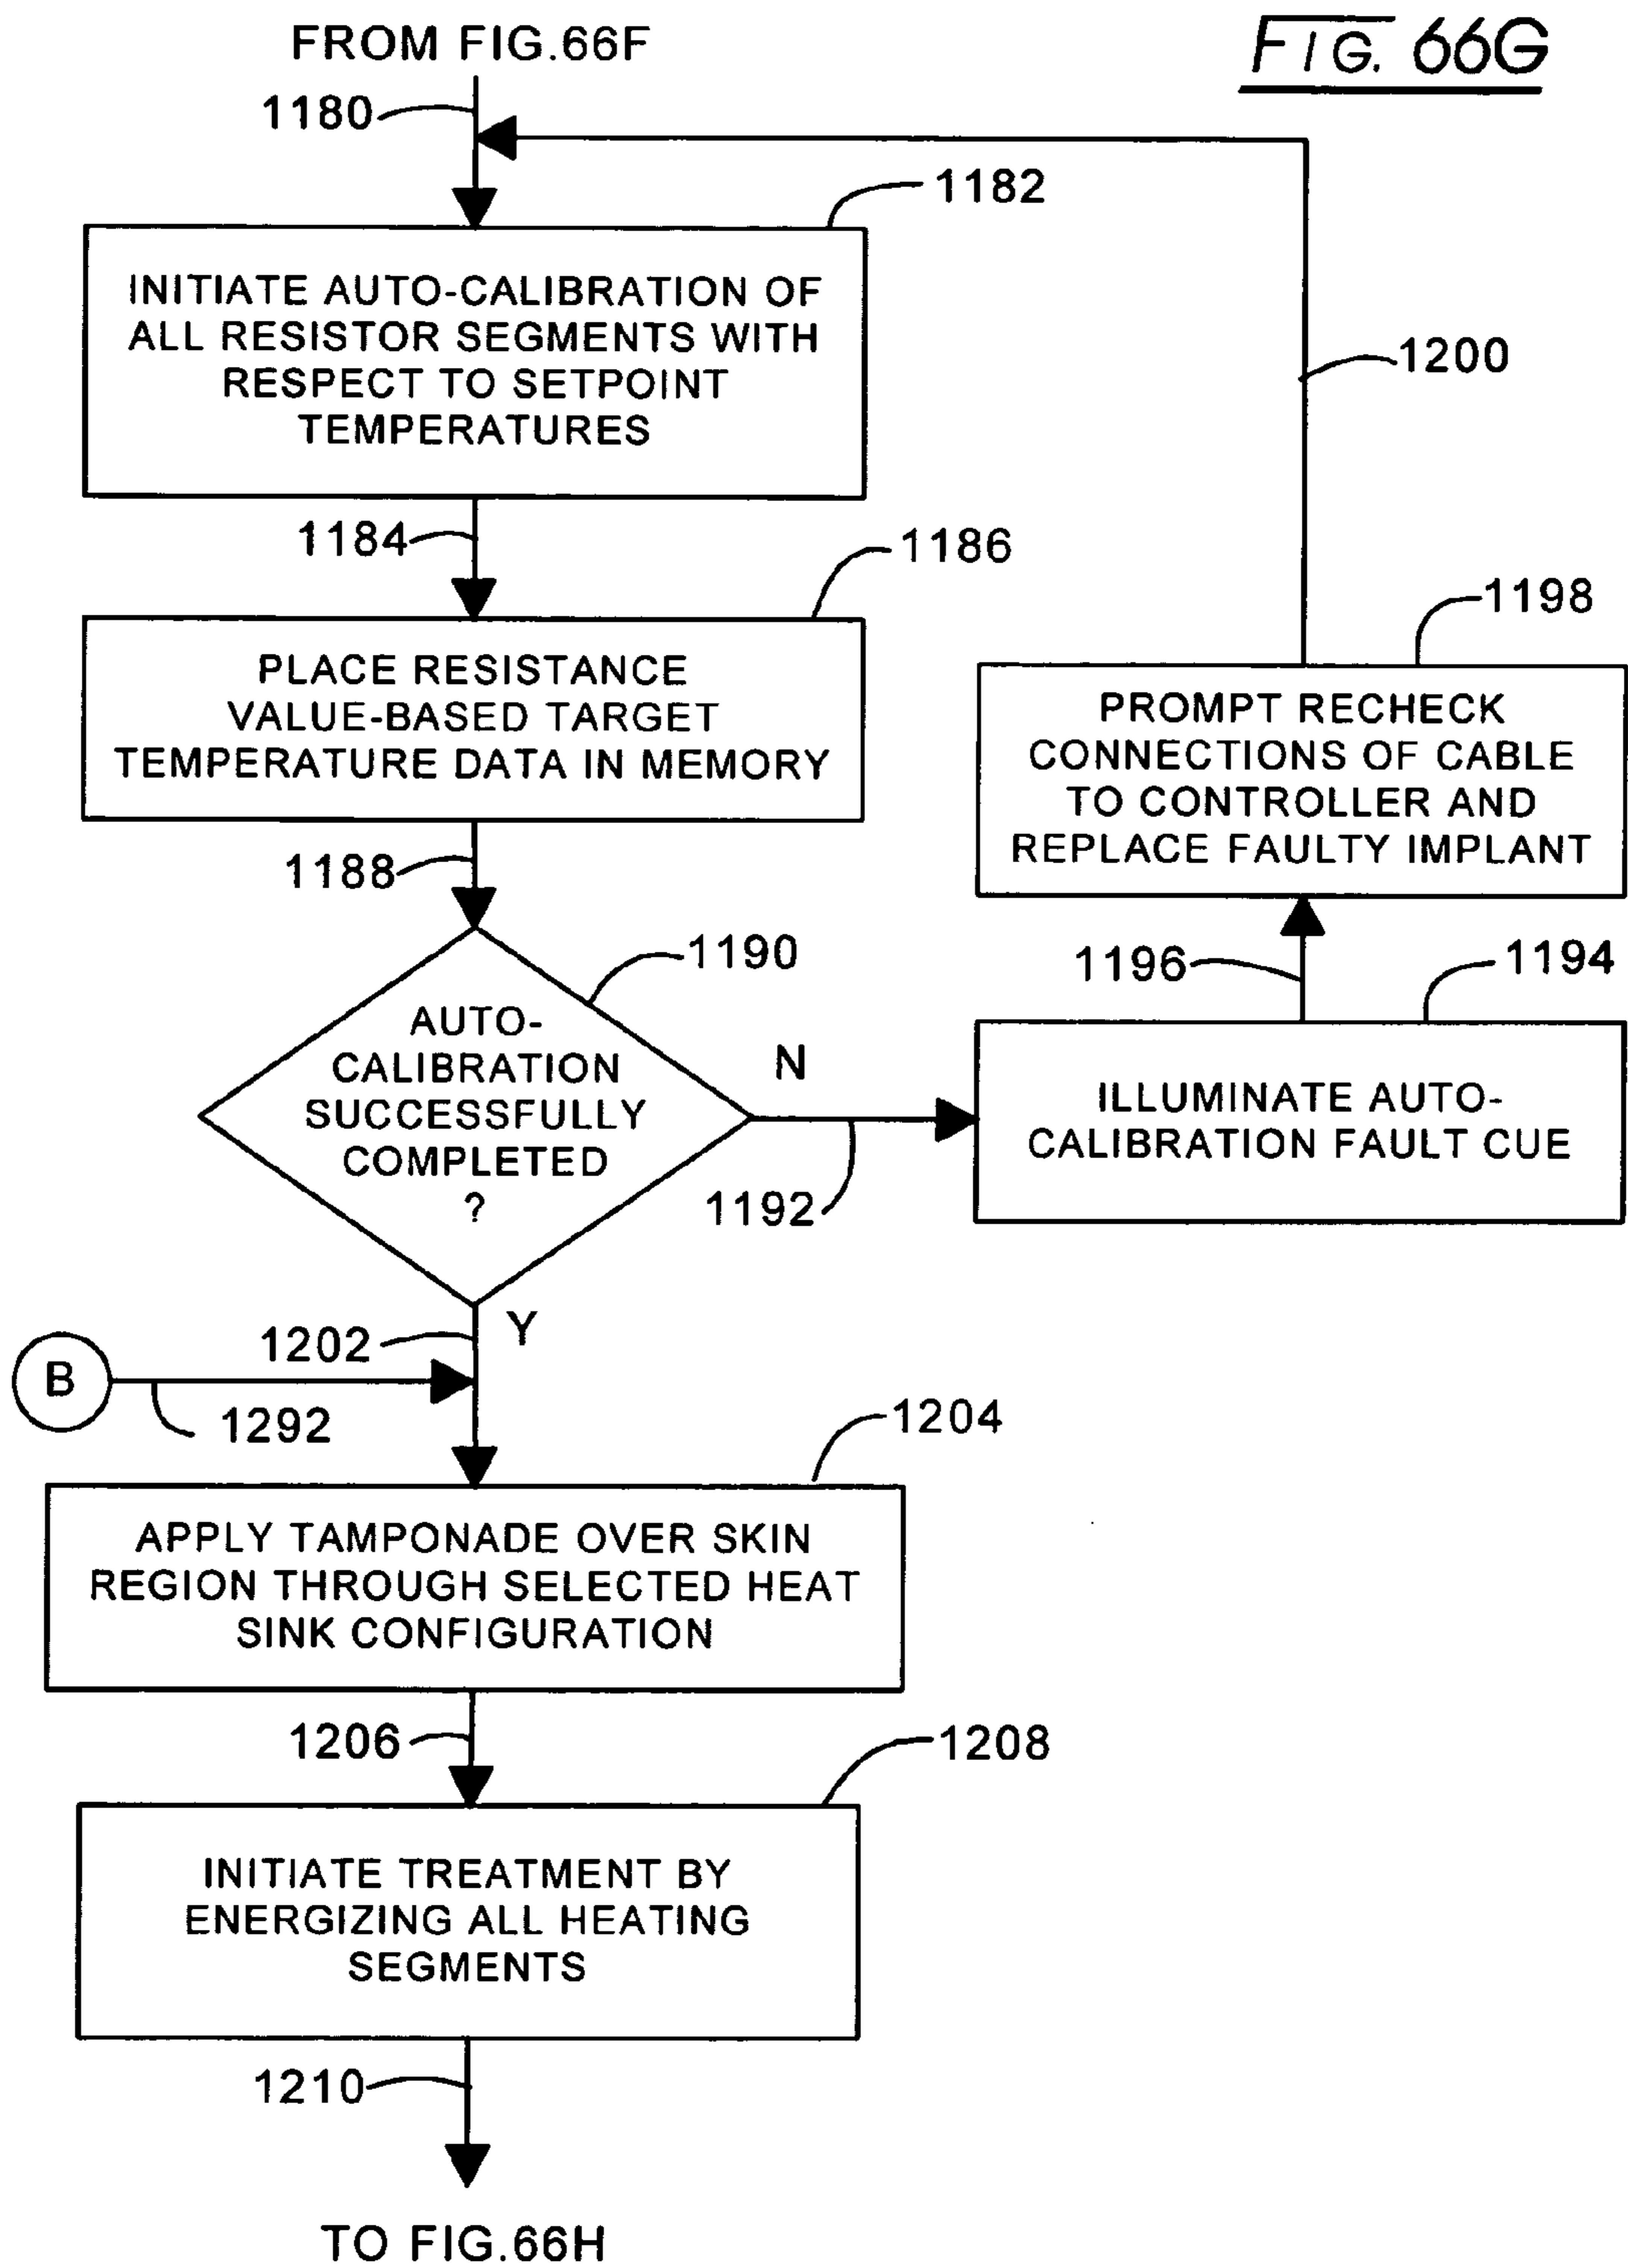 FROM FIG.66F
FIG. 66G
1180
1182
INITIATE AUTO-CALIBRATION OF
ALL RESISTOR SEGMENTS WITH
RESPECT TO SETPOINT
TEMPERATURES
1200
1184
1186
PLACE RESISTANCE
VALUE-BASED TARGET
TEMPERATURE DATA IN MEMORY
1198
PROMPT RECHECK
CONNECTIONS OF CABLE
TO CONTROLLER AND
REPLACE FAULTY IMPLANT
1188
1190
AUTO-
CALIBRATION
SUCCESSFULLY
COMPLETED
?
N
1192
1196
1194
ILLUMINATE AUTO-
CALIBRATION FAULT CUE
Y
1202
B
1292
1204
APPLY TAMPONADE OVER SKIN
REGION THROUGH SELECTED HEAT
SINK CONFIGURATION
1206
1208
INITIATE TREATMENT BY
ENERGIZING ALL HEATING
SEGMENTS
1210
TO FIG.66H